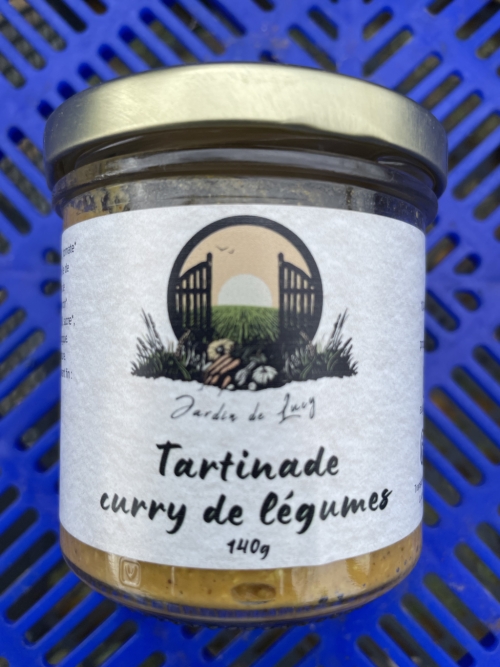 Jardin de Lucy
Tartinade
curry de légumes
140g